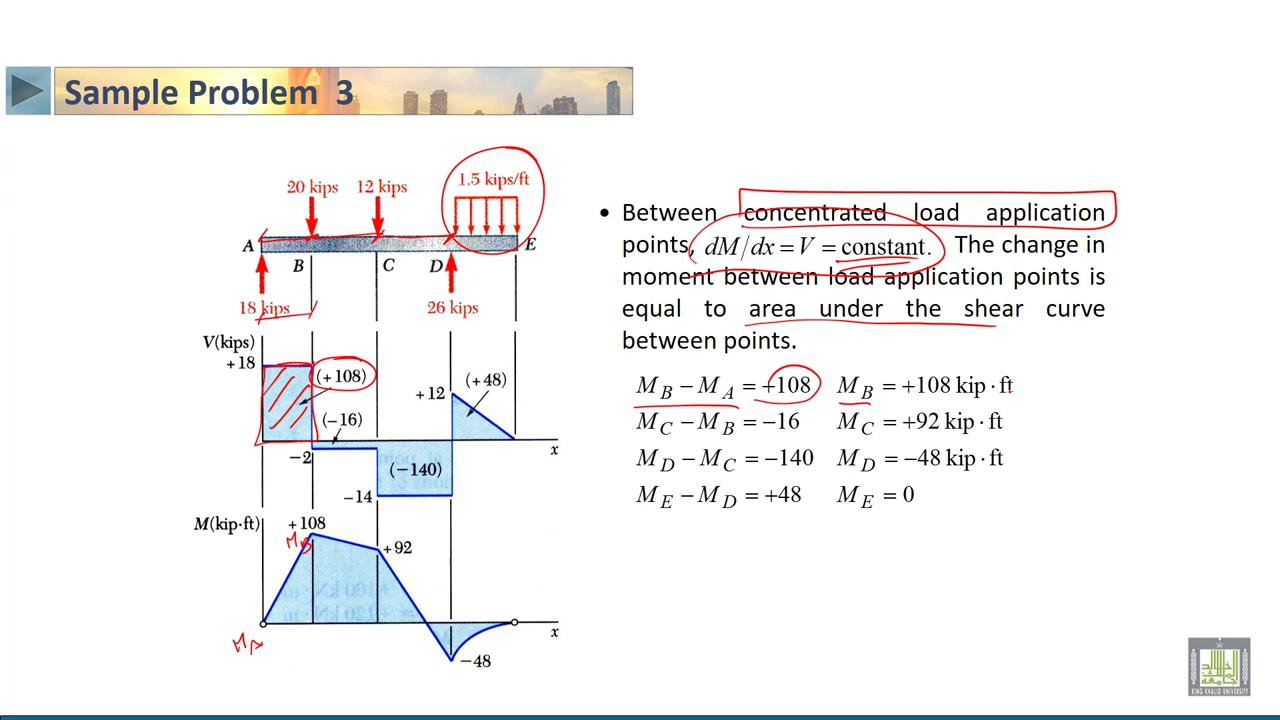 Sample Problem 3
20 kips 12 kips 1.5 kips/ft
A E
B C D
18 kips 26 kips
V(kips)
+18
(+108)
(+48)
+12
(−16)
−2 x
(−140)
−14
M(kip·ft) +108
M_B
+92
x
M_A
−48
• Between concentrated load application
points, dM/dx = V = constant. The change in
moment between load application points is
equal to area under the shear curve
between points.
M_B − M_A = +108 M_B = +108 kip · ft
M_C − M_B = −16 M_C = +92 kip · ft
M_D − M_C = −140 M_D = −48 kip · ft
M_E − M_D = +48 M_E = 0
KING KHALID UNIVERSITY